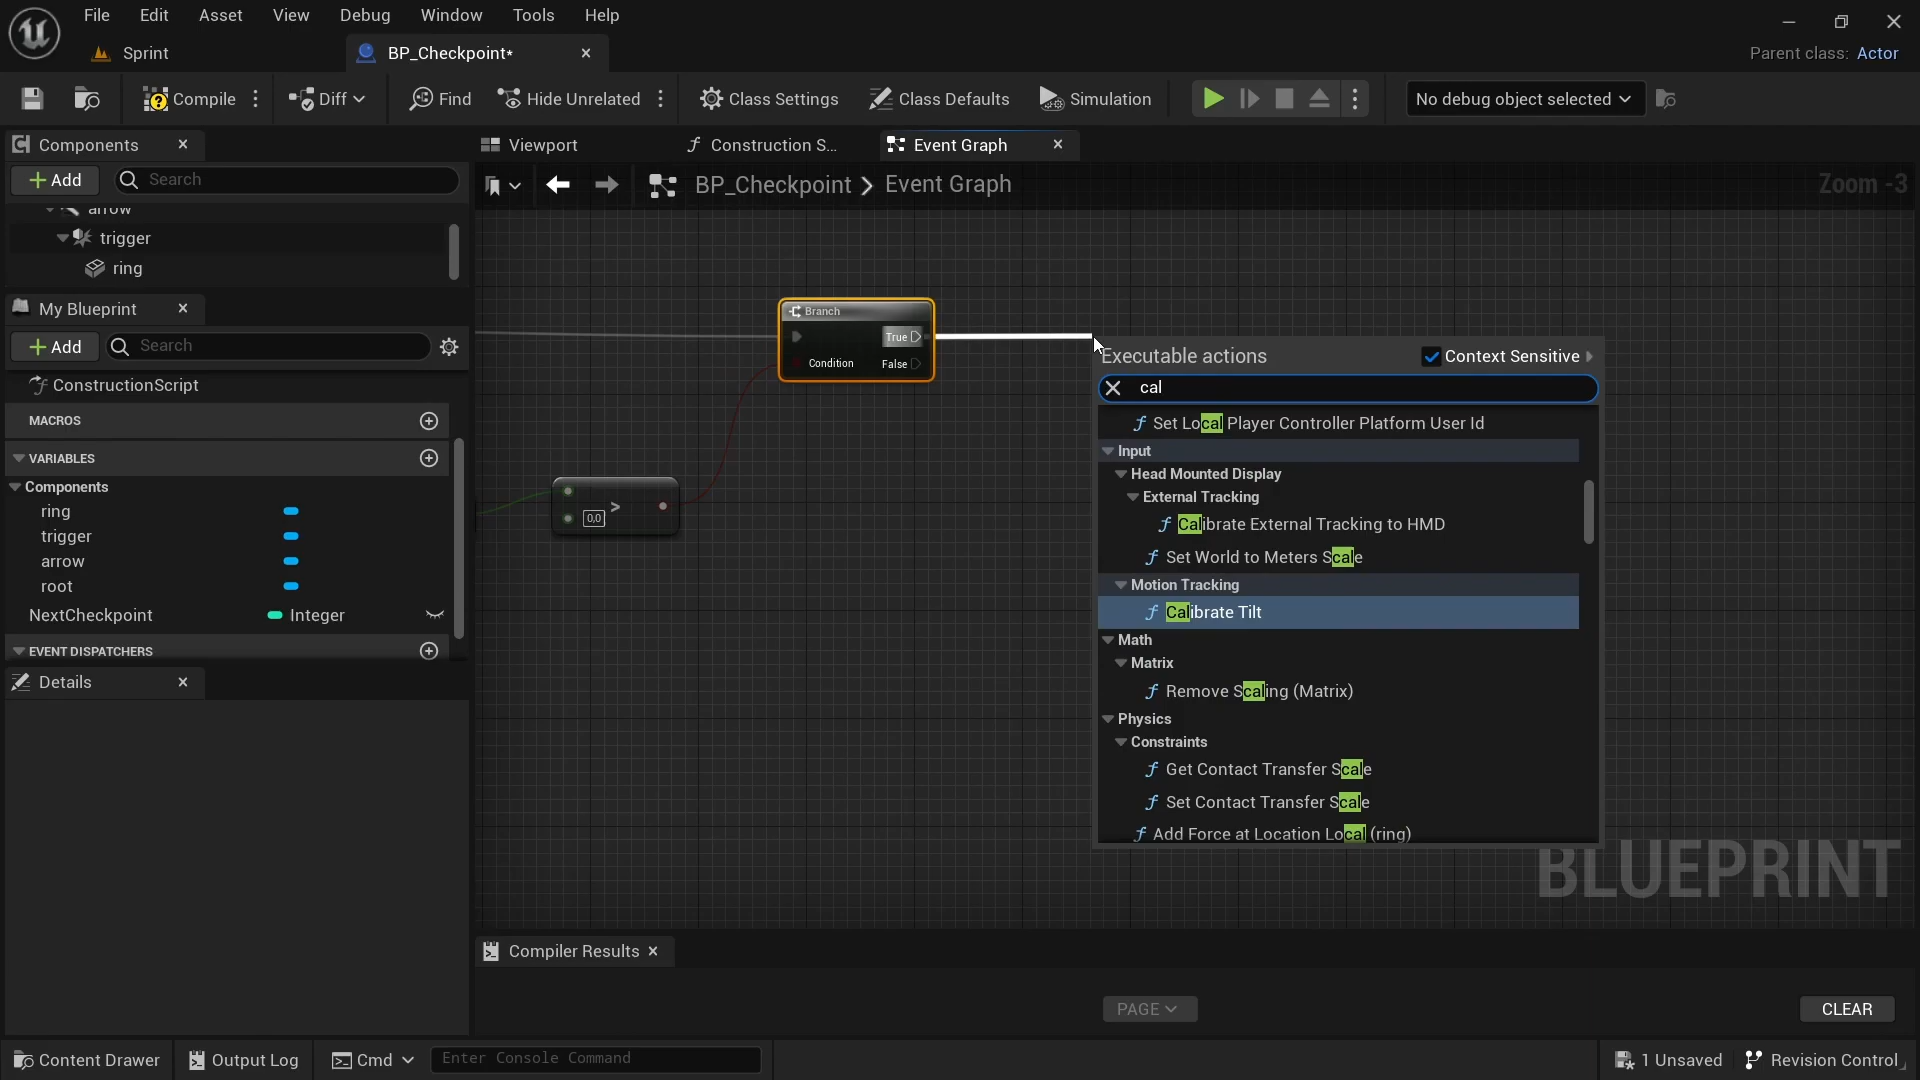 File Edit Asset View Debug Window Tools Help
Sprint
BP_Checkpoint*
Parent class: Actor
Compile Diff Find Hide Unrelated Class Settings Class Defaults Simulation No debug object selected
Components
Viewport Construction S... Event Graph
Add Search
BP_Checkpoint > Event Graph
Zoom -3
arrow
trigger
ring
My Blueprint
Add Search
ConstructionScript
MACROS
VARIABLES
Components
ring
trigger
arrow
root
NextCheckpoint Integer
EVENT DISPATCHERS
Details
Branch
True
Condition False
>
0,0
Executable actions Context Sensitive
cal
f Set Local Player Controller Platform User Id
Input
Head Mounted Display
External Tracking
f Calibrate External Tracking to HMD
f Set World to Meters Scale
Motion Tracking
f Calibrate Tilt
Math
Matrix
f Remove Scaling (Matrix)
Physics
Constraints
f Get Contact Transfer Scale
f Set Contact Transfer Scale
f Add Force at Location Local (ring)
BLUEPRINT
Compiler Results
PAGE
CLEAR
Content Drawer Output Log Cmd Enter Console Command 1 Unsaved Revision Control